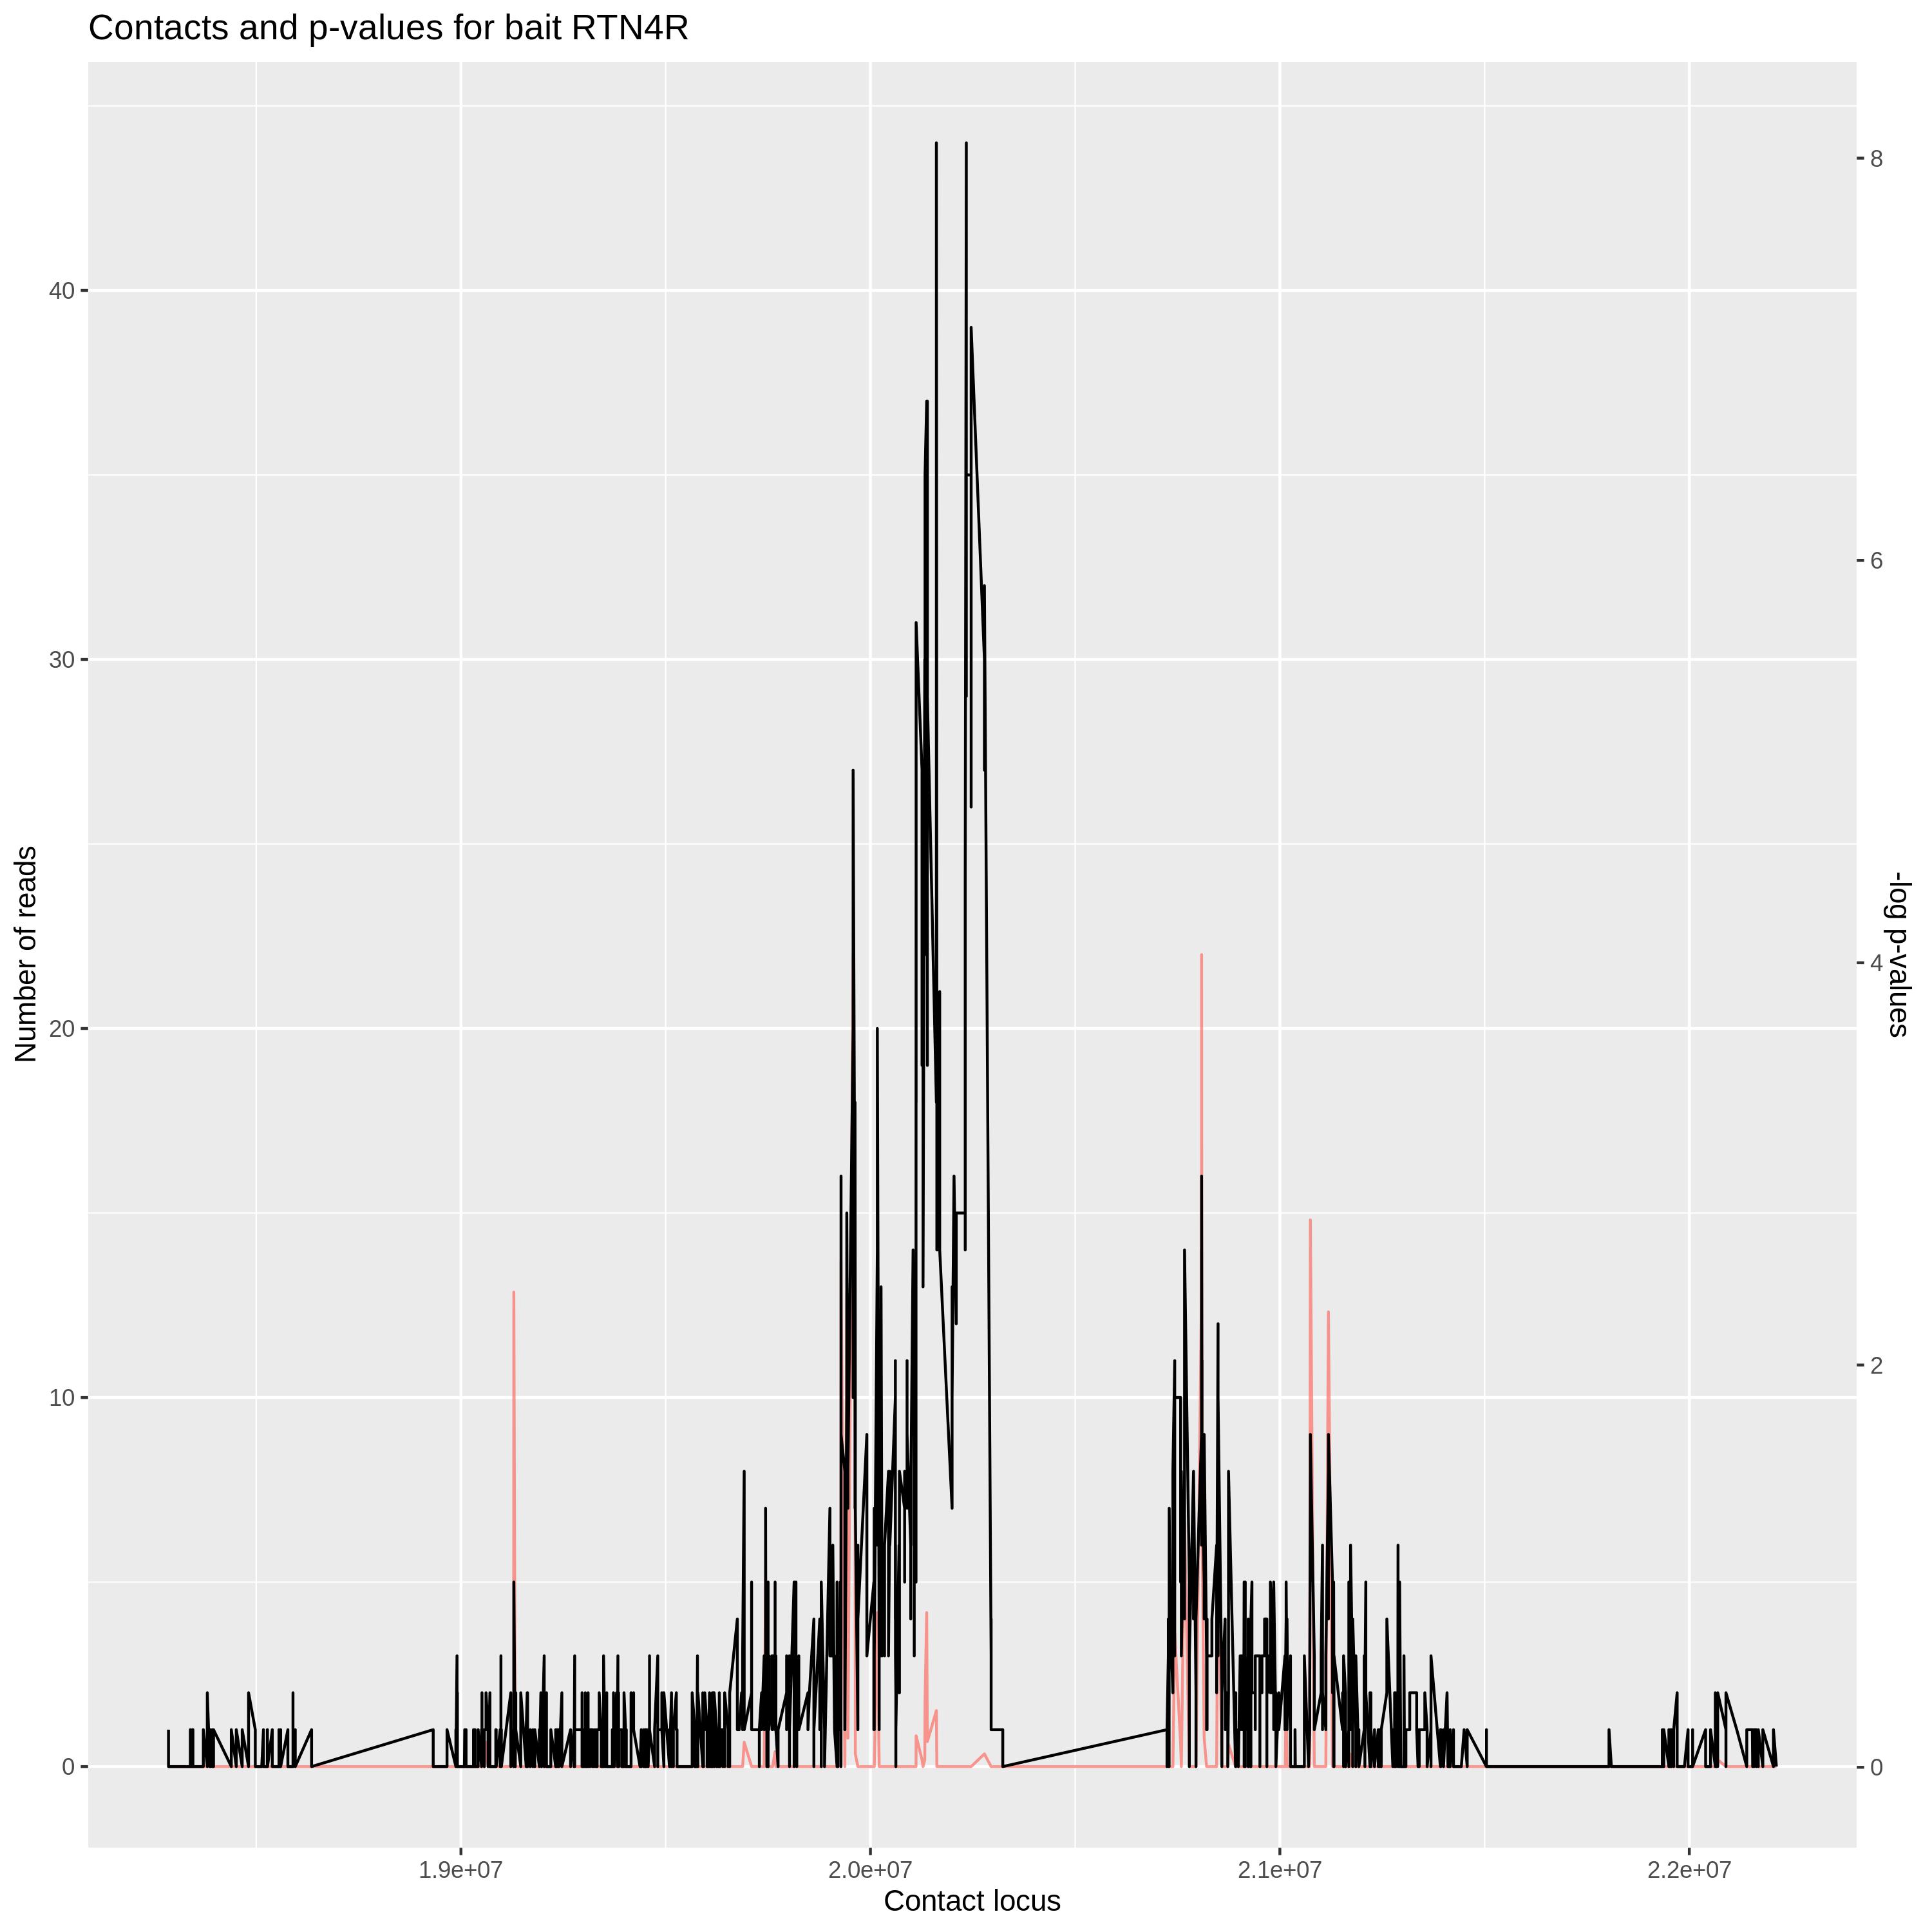 Contacts and p-values for bait RTN4R
40
30
20
10
0
Number of reads
8
6
4
2
0
-log p-values
1.9e+07
2.0e+07
2.1e+07
2.2e+07
Contact locus